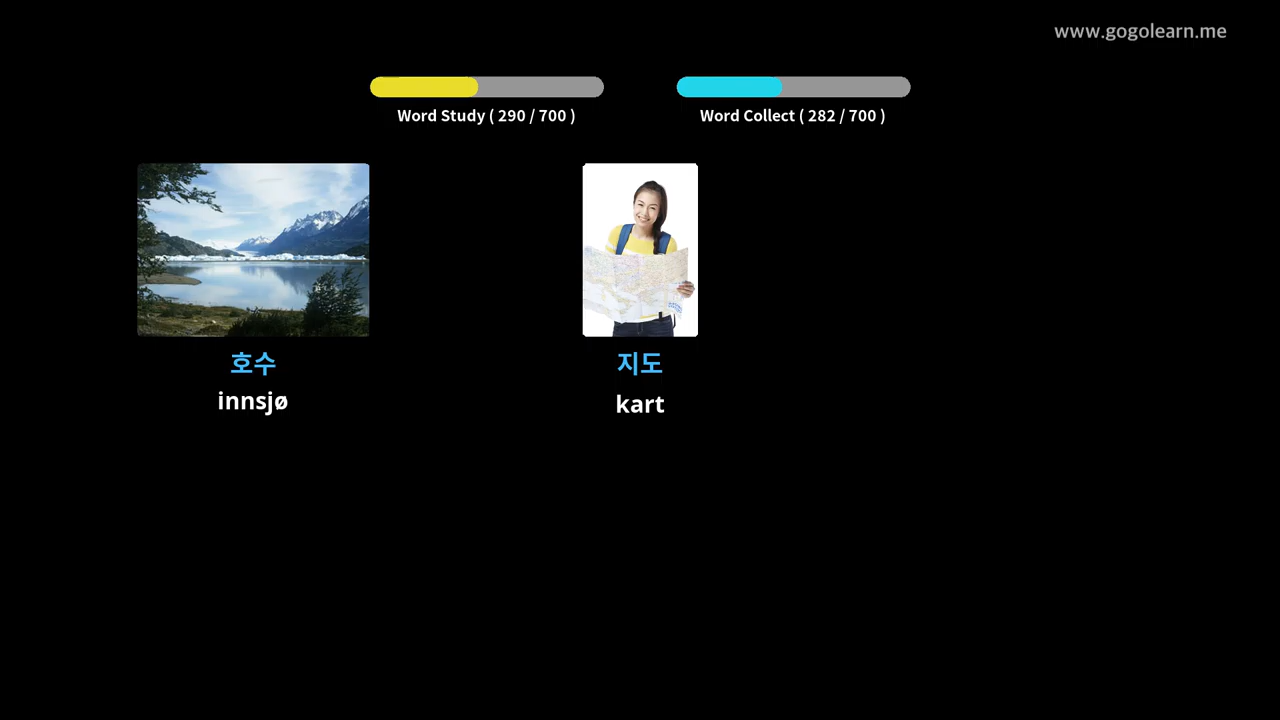 www.gogolearn.me
Word Study ( 290 / 700 )
Word Collect ( 282 / 700 )
호수
innsjø
지도
kart